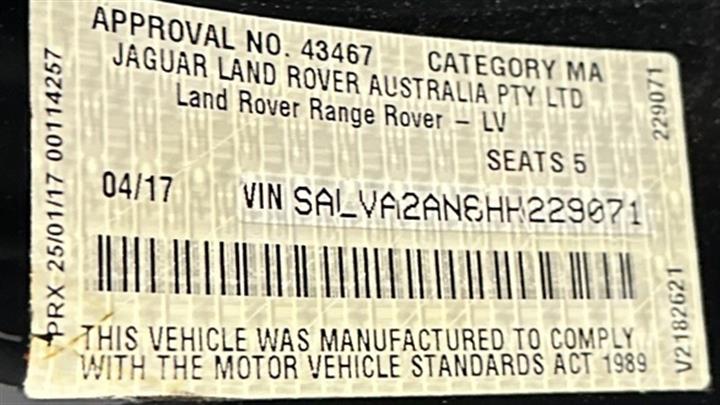 APPROVAL NO. 43467 CATEGORY MA
JAGUAR LAND ROVER AUSTRALIA PTY LTD
Land Rover Range Rover - LV
SEATS 5
04/17 VIN SALVA2AN6HH229071
THIS VEHICLE WAS MANUFACTURED TO COMPLY
WITH THE MOTOR VEHICLE STANDARDS ACT 1989
PRX 25/01/17 00114257
229071
V2182621